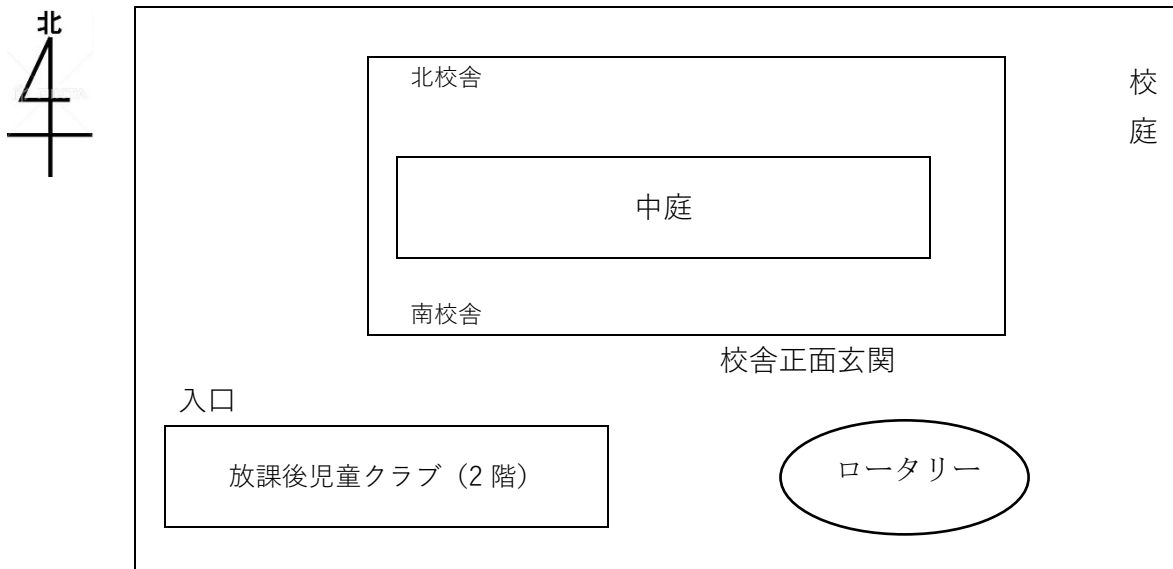 北
北校舎
校
庭
中庭
南校舎
校舎正面玄関
入口
放課後児童クラブ（2 階）
ロータリー